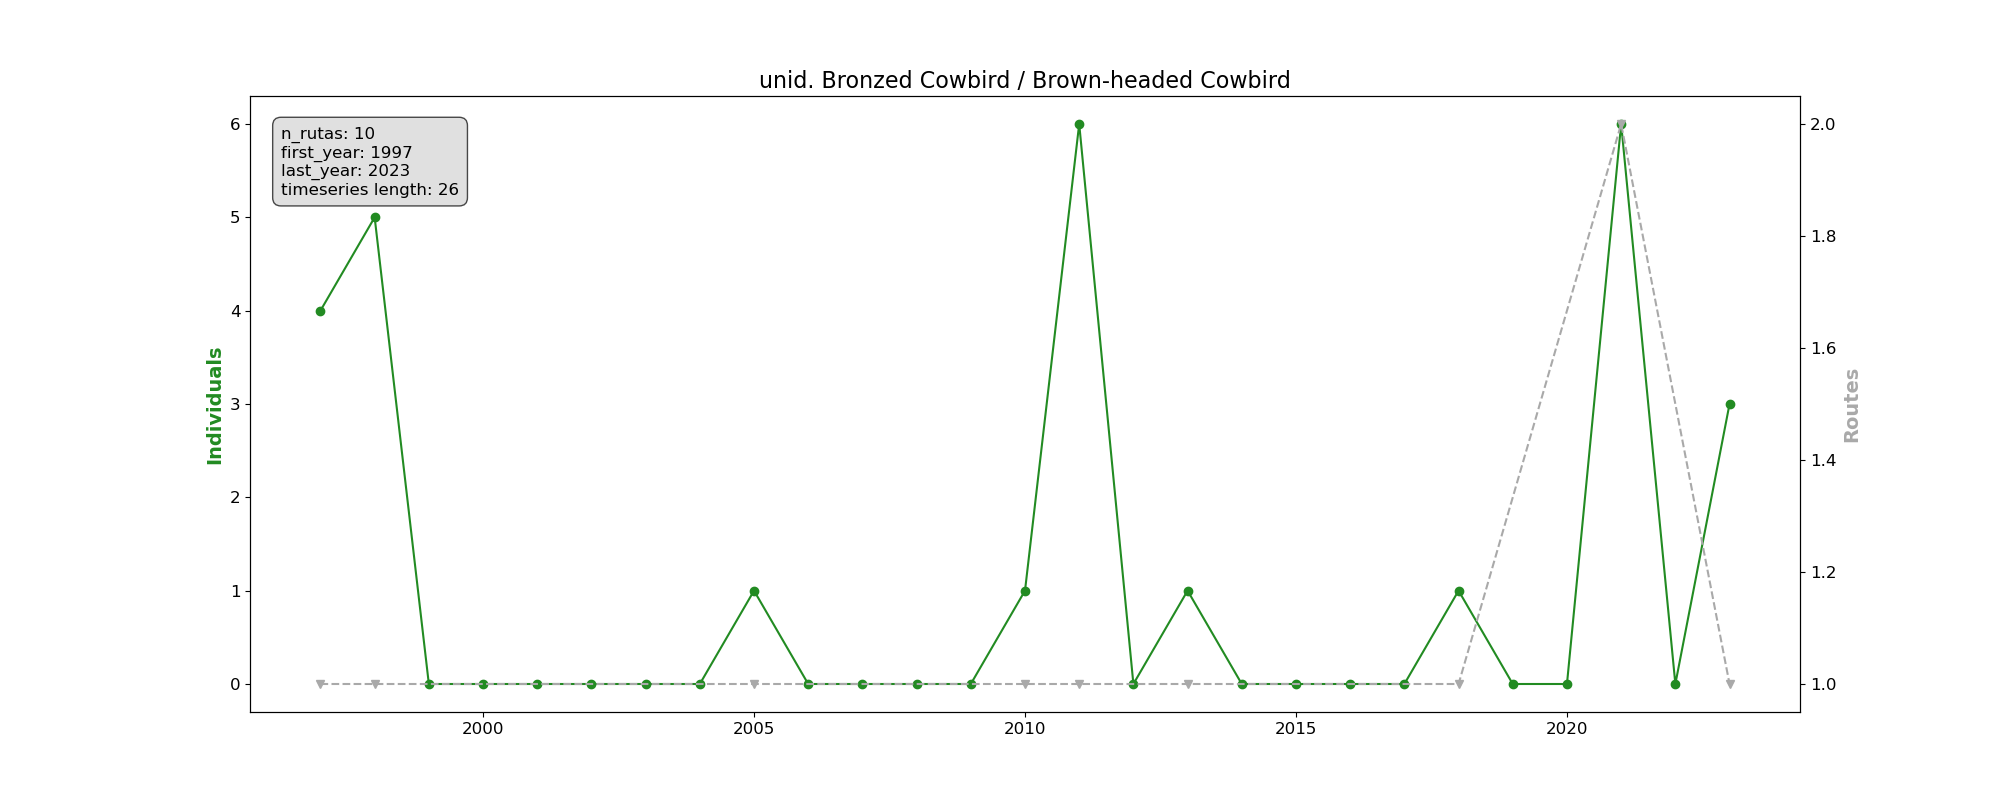 unid. Bronzed Cowbird / Brown-headed Cowbird
n_rutas: 10
first_year: 1997
last_year: 2023
timeseries length: 26
Individuals
6
5
4
3
2
1
0
2.0
1.8
1.6
1.4
1.2
1.0
Routes
2000
2005
2010
2015
2020